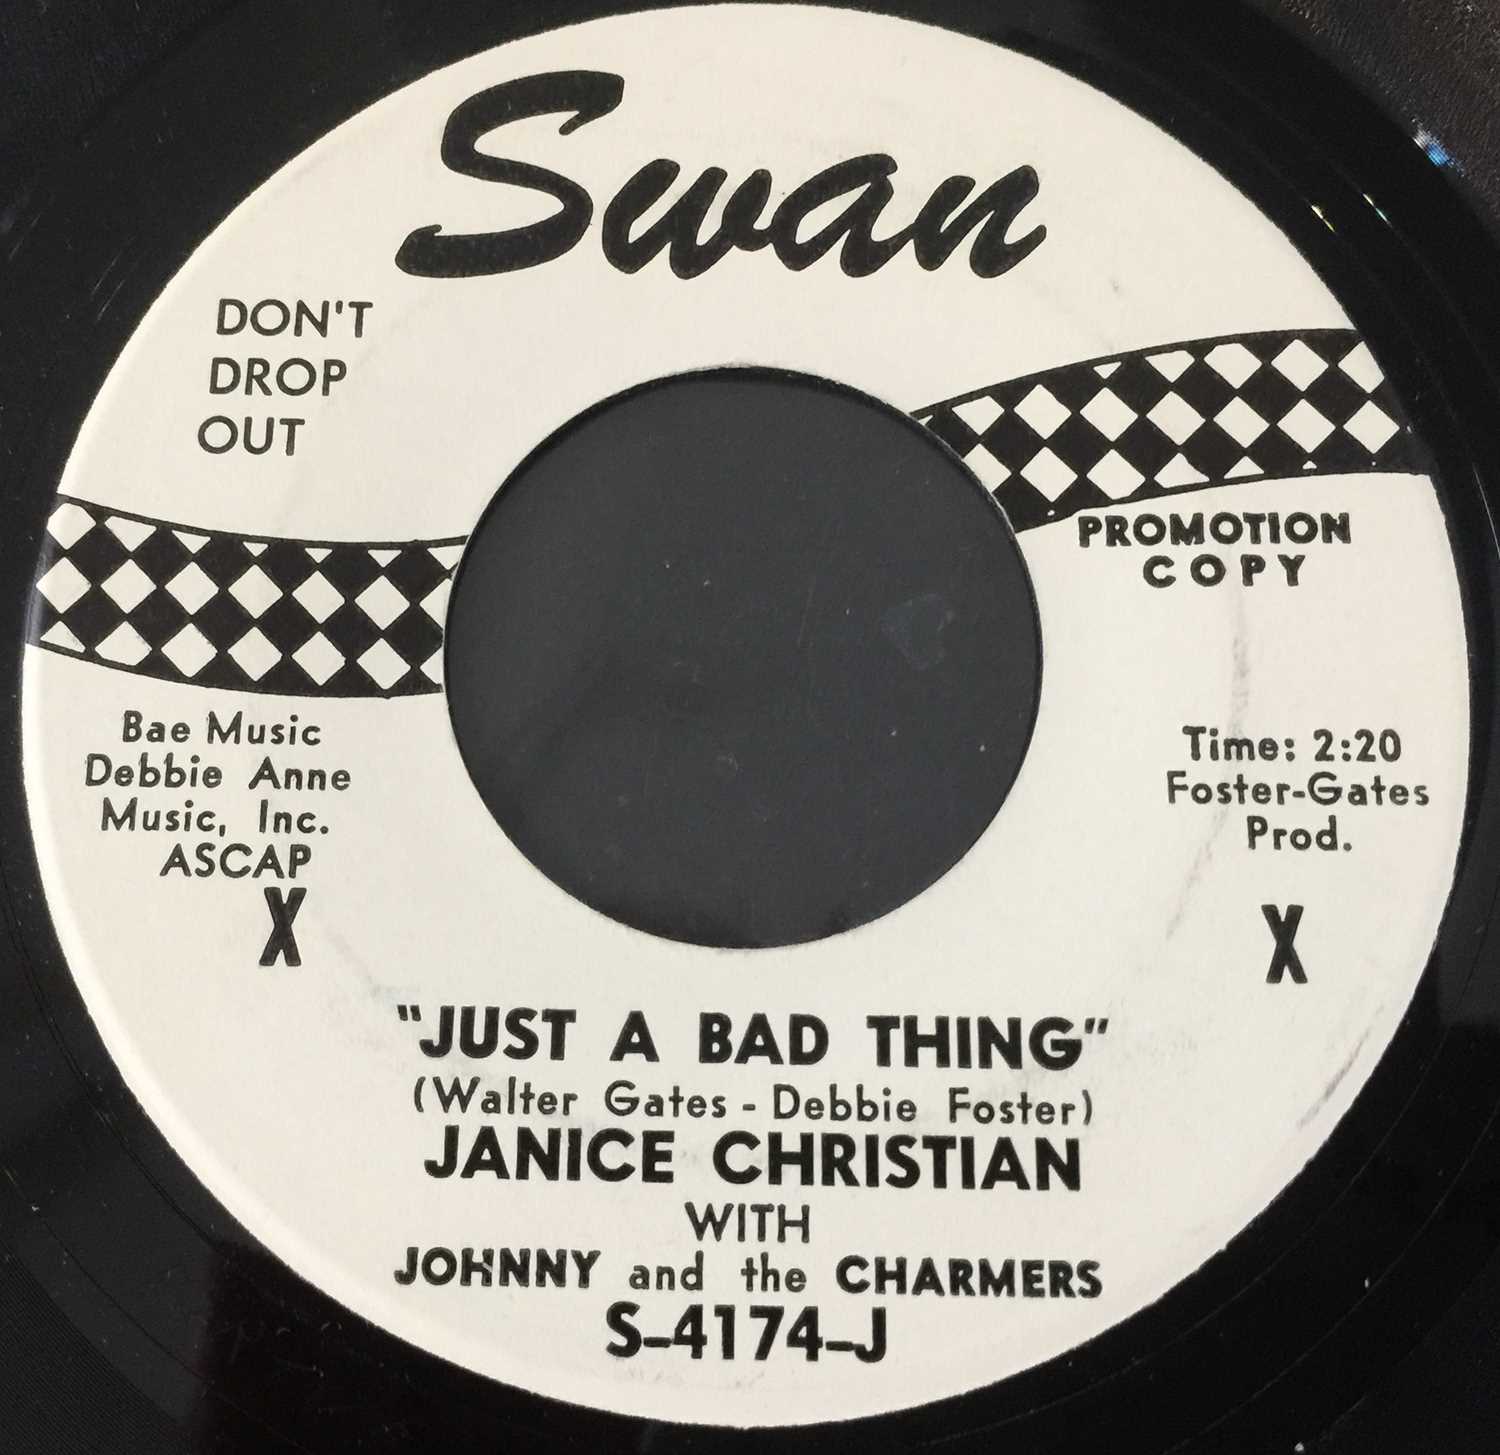 Swan
DON'T
DROP
OUT
PROMOTION
COPY
Bae Music
Debbie Anne
Music, Inc.
ASCAP
X
Time: 2:20
Foster-Gates
Prod.
X
"JUST A BAD THING"
(Walter Gates - Debbie Foster)
JANICE CHRISTIAN
WITH
JOHNNY and the CHARMERS
S-4174-J